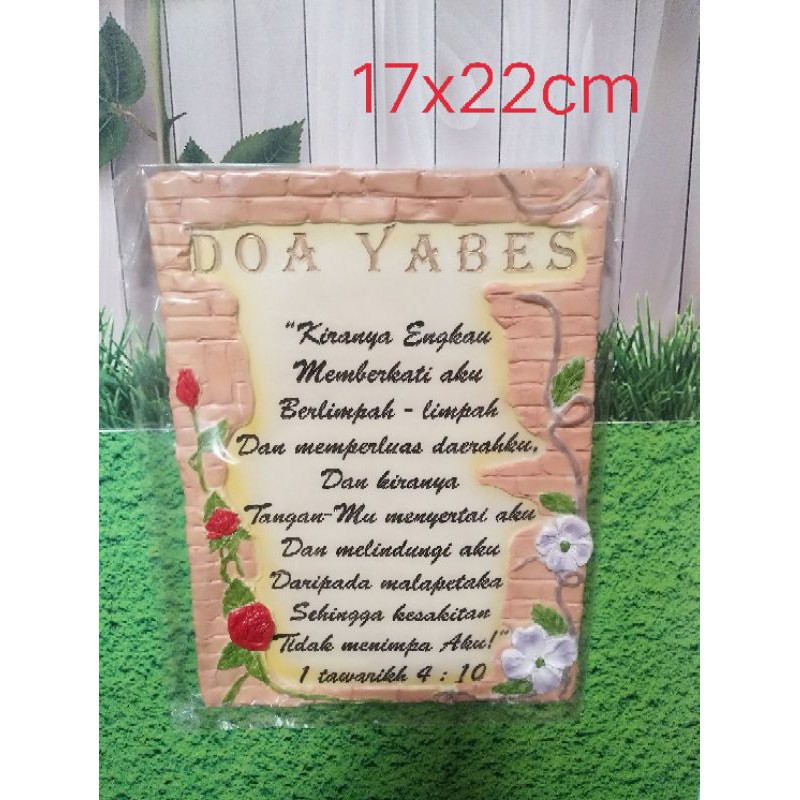 17x22cm
DOA YABES
"Kiranya Engkau
Memberkati aku
Berlimpah - limpah
Dan memperluas daerahku,
Dan kiranya
Tangan-Mu menyertai aku
Dan melindungi aku
Daripada malapetaka
Sehingga kesakitan
Tidak menimpa Aku!"
1 tawarikh 4 : 10